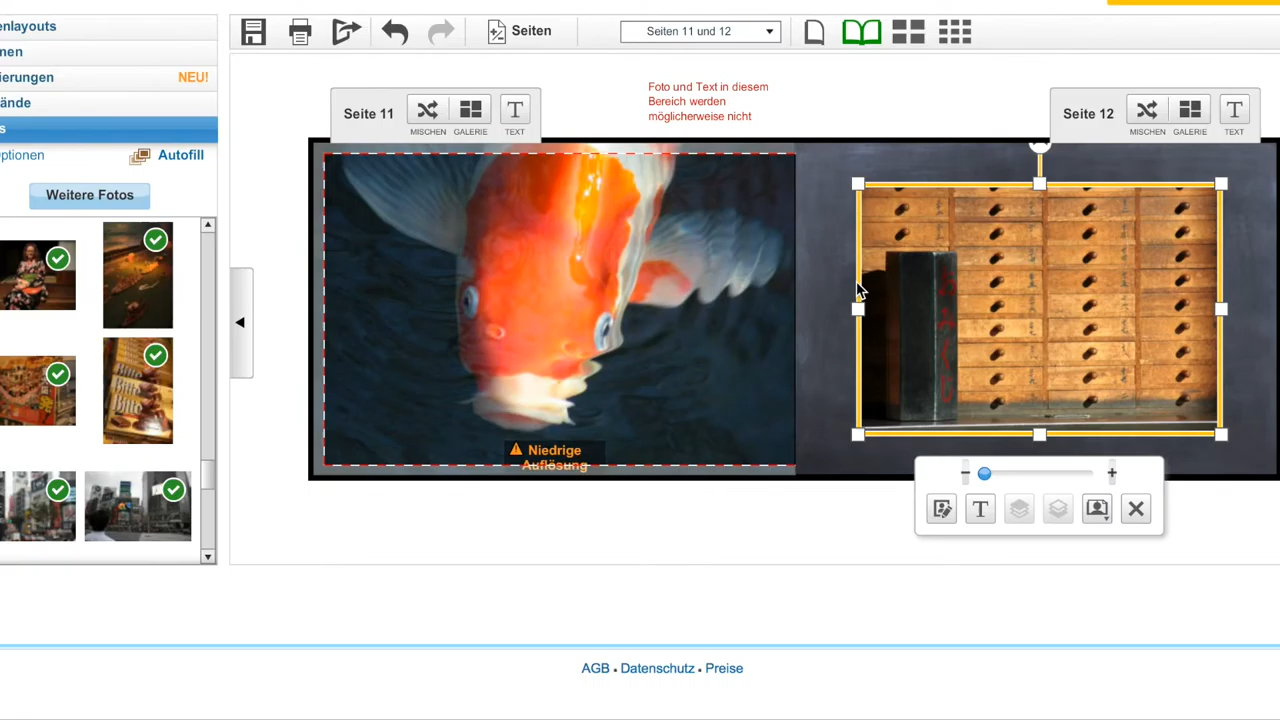 enlayouts
nen
ierungen NEU!
ände
s
Optionen Autofill
Weitere Fotos
Seiten
Seiten 11 und 12
Foto und Text in diesem
Bereich werden
möglicherweise nicht
Seite 11
MISCHEN GALERIE TEXT
Seite 12
MISCHEN GALERIE TEXT
Niedrige
Auflösung
AGB . Datenschutz . Preise